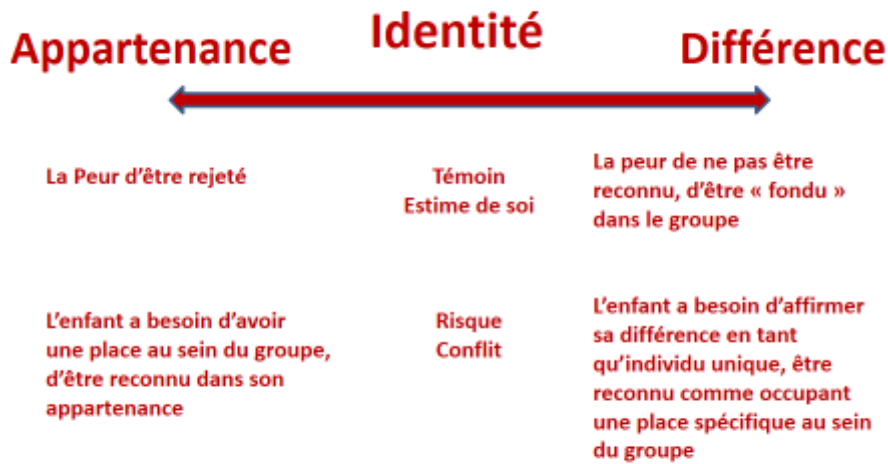 Appartenance
Identité
Différence
La Peur d'être rejeté
Témoin
Estime de soi
La peur de ne pas être
reconnu, d'être « fondu »
dans le groupe
L'enfant a besoin d'avoir
une place au sein du groupe,
d'être reconnu dans son
appartenance
Risque
Conflit
L'enfant a besoin d'affirmer
sa différence en tant
qu'individu unique, être
reconnu comme occupant
une place spécifique au sein
du groupe